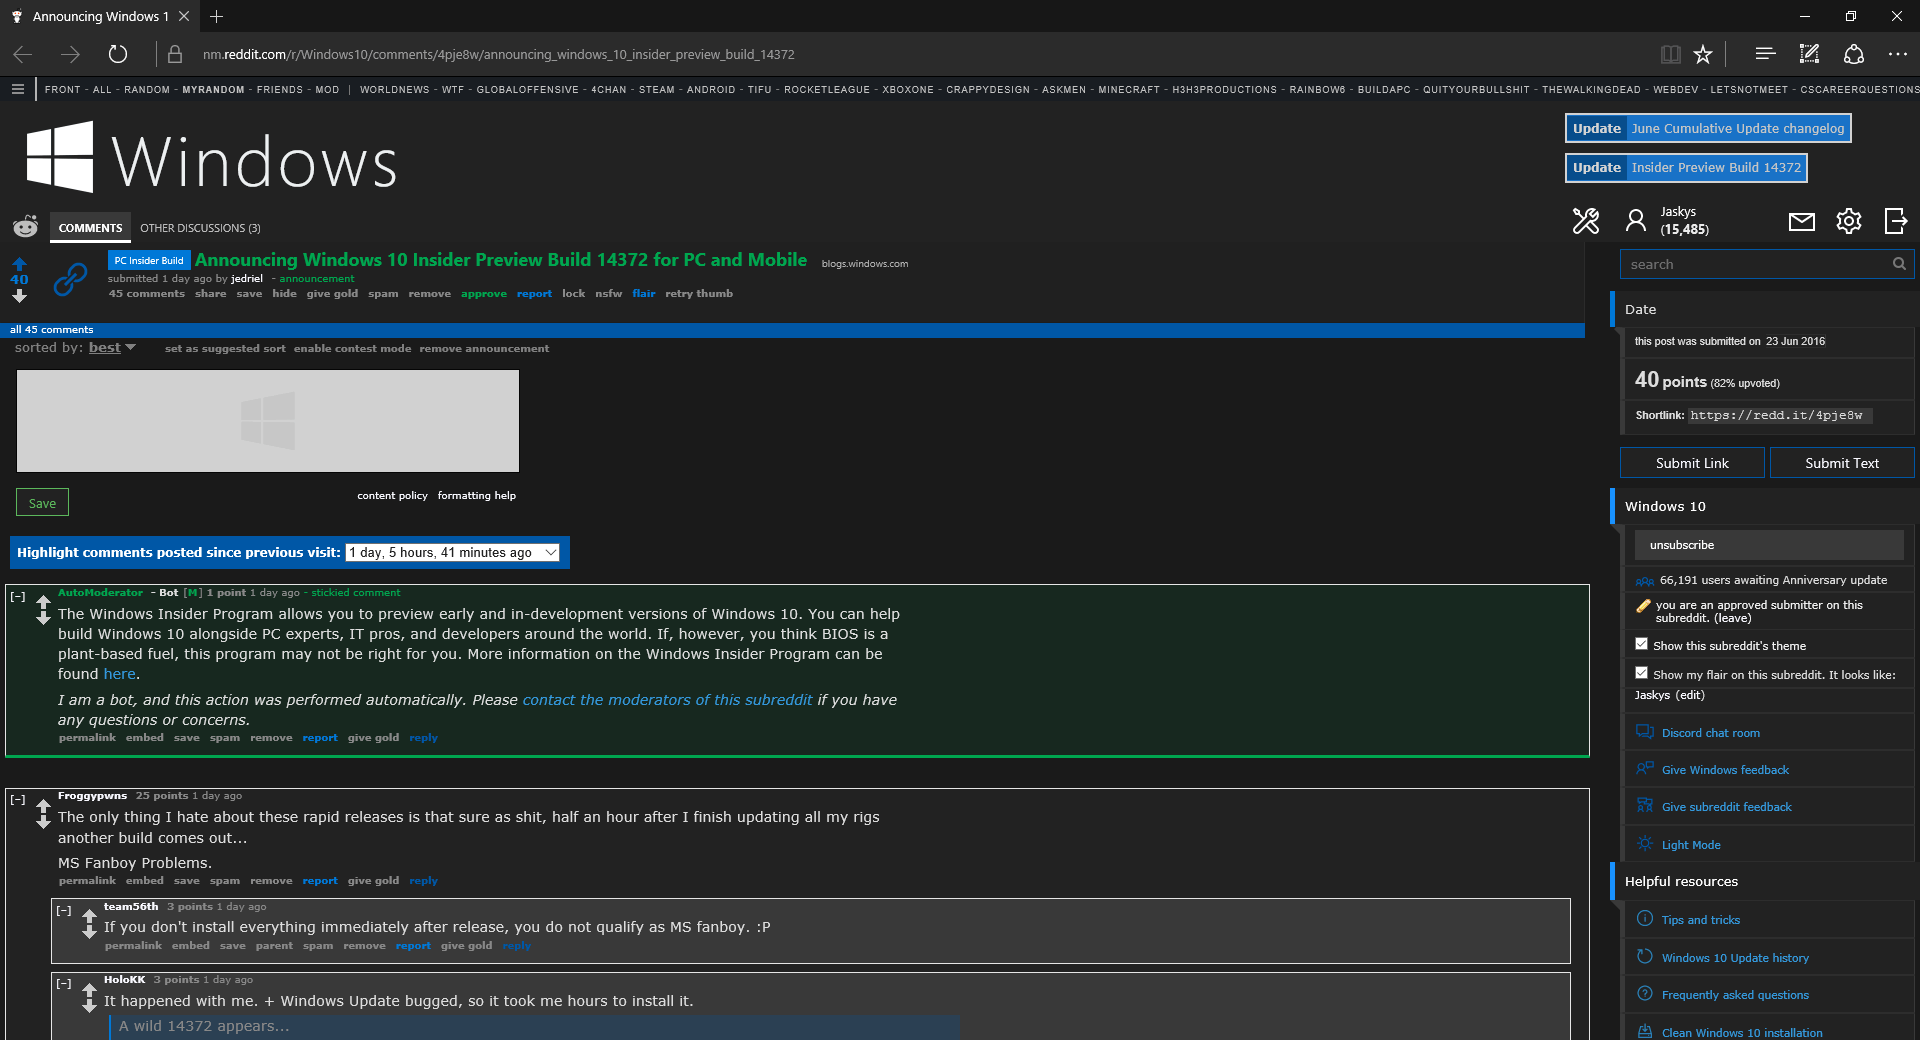 Announcing Windows 1
nm.reddit.com/r/Windows10/comments/4pje8w/announcing_windows_10_insider_preview_build_14372
FRONT - ALL - RANDOM - MYRANDOM - FRIENDS - MOD | WORLDNEWS - WTF - GLOBALOFFENSIVE - 4CHAN - STEAM - ANDROID - TIFU - ROCKETLEAGUE - XBOXONE - CRAPPYDESIGN - ASKMEN - MINECRAFT - H3H3PRODUCTIONS - RAINBOW6 - BUILDAPC - QUITYOURBULLSHIT - THEWALKINGDEAD - WEBDEV - LETSNOTMEET - CSCAREERQUESTIONS
Windows
Update June Cumulative Update changelog
Update Insider Preview Build 14372
COMMENTS OTHER DISCUSSIONS (3)
Jaskys
(15,485)
40
PC Insider Build Announcing Windows 10 Insider Preview Build 14372 for PC and Mobile blogs.windows.com
submitted 1 day ago by jedriel - announcement
45 comments share save hide give gold spam remove approve report lock nsfw flair retry thumb
all 45 comments
sorted by: best set as suggested sort enable contest mode remove announcement
Save content policy formatting help
Highlight comments posted since previous visit: 1 day, 5 hours, 41 minutes ago
[-] AutoModerator - Bot [M] 1 point 1 day ago - stickied comment
The Windows Insider Program allows you to preview early and in-development versions of Windows 10. You can help
build Windows 10 alongside PC experts, IT pros, and developers around the world. If, however, you think BIOS is a
plant-based fuel, this program may not be right for you. More information on the Windows Insider Program can be
found here.
I am a bot, and this action was performed automatically. Please contact the moderators of this subreddit if you have
any questions or concerns.
permalink embed save spam remove report give gold reply
[-] Froggypwns 25 points 1 day ago
The only thing I hate about these rapid releases is that sure as shit, half an hour after I finish updating all my rigs
another build comes out...
MS Fanboy Problems.
permalink embed save spam remove report give gold reply
[-] team56th 3 points 1 day ago
If you don't install everything immediately after release, you do not qualify as MS fanboy. :P
permalink embed save parent spam remove report give gold reply
[-] HoloKK 3 points 1 day ago
It happened with me. + Windows Update bugged, so it took me hours to install it.
A wild 14372 appears...
search
Date
this post was submitted on 23 Jun 2016
40 points (82% upvoted)
Shortlink: https://redd.it/4pje8w
Submit Link Submit Text
Windows 10
unsubscribe
66,191 users awaiting Anniversary update
you are an approved submitter on this
subreddit. (leave)
Show this subreddit's theme
Show my flair on this subreddit. It looks like:
Jaskys (edit)
Discord chat room
Give Windows feedback
Give subreddit feedback
Light Mode
Helpful resources
Tips and tricks
Windows 10 Update history
Frequently asked questions
Clean Windows 10 installation